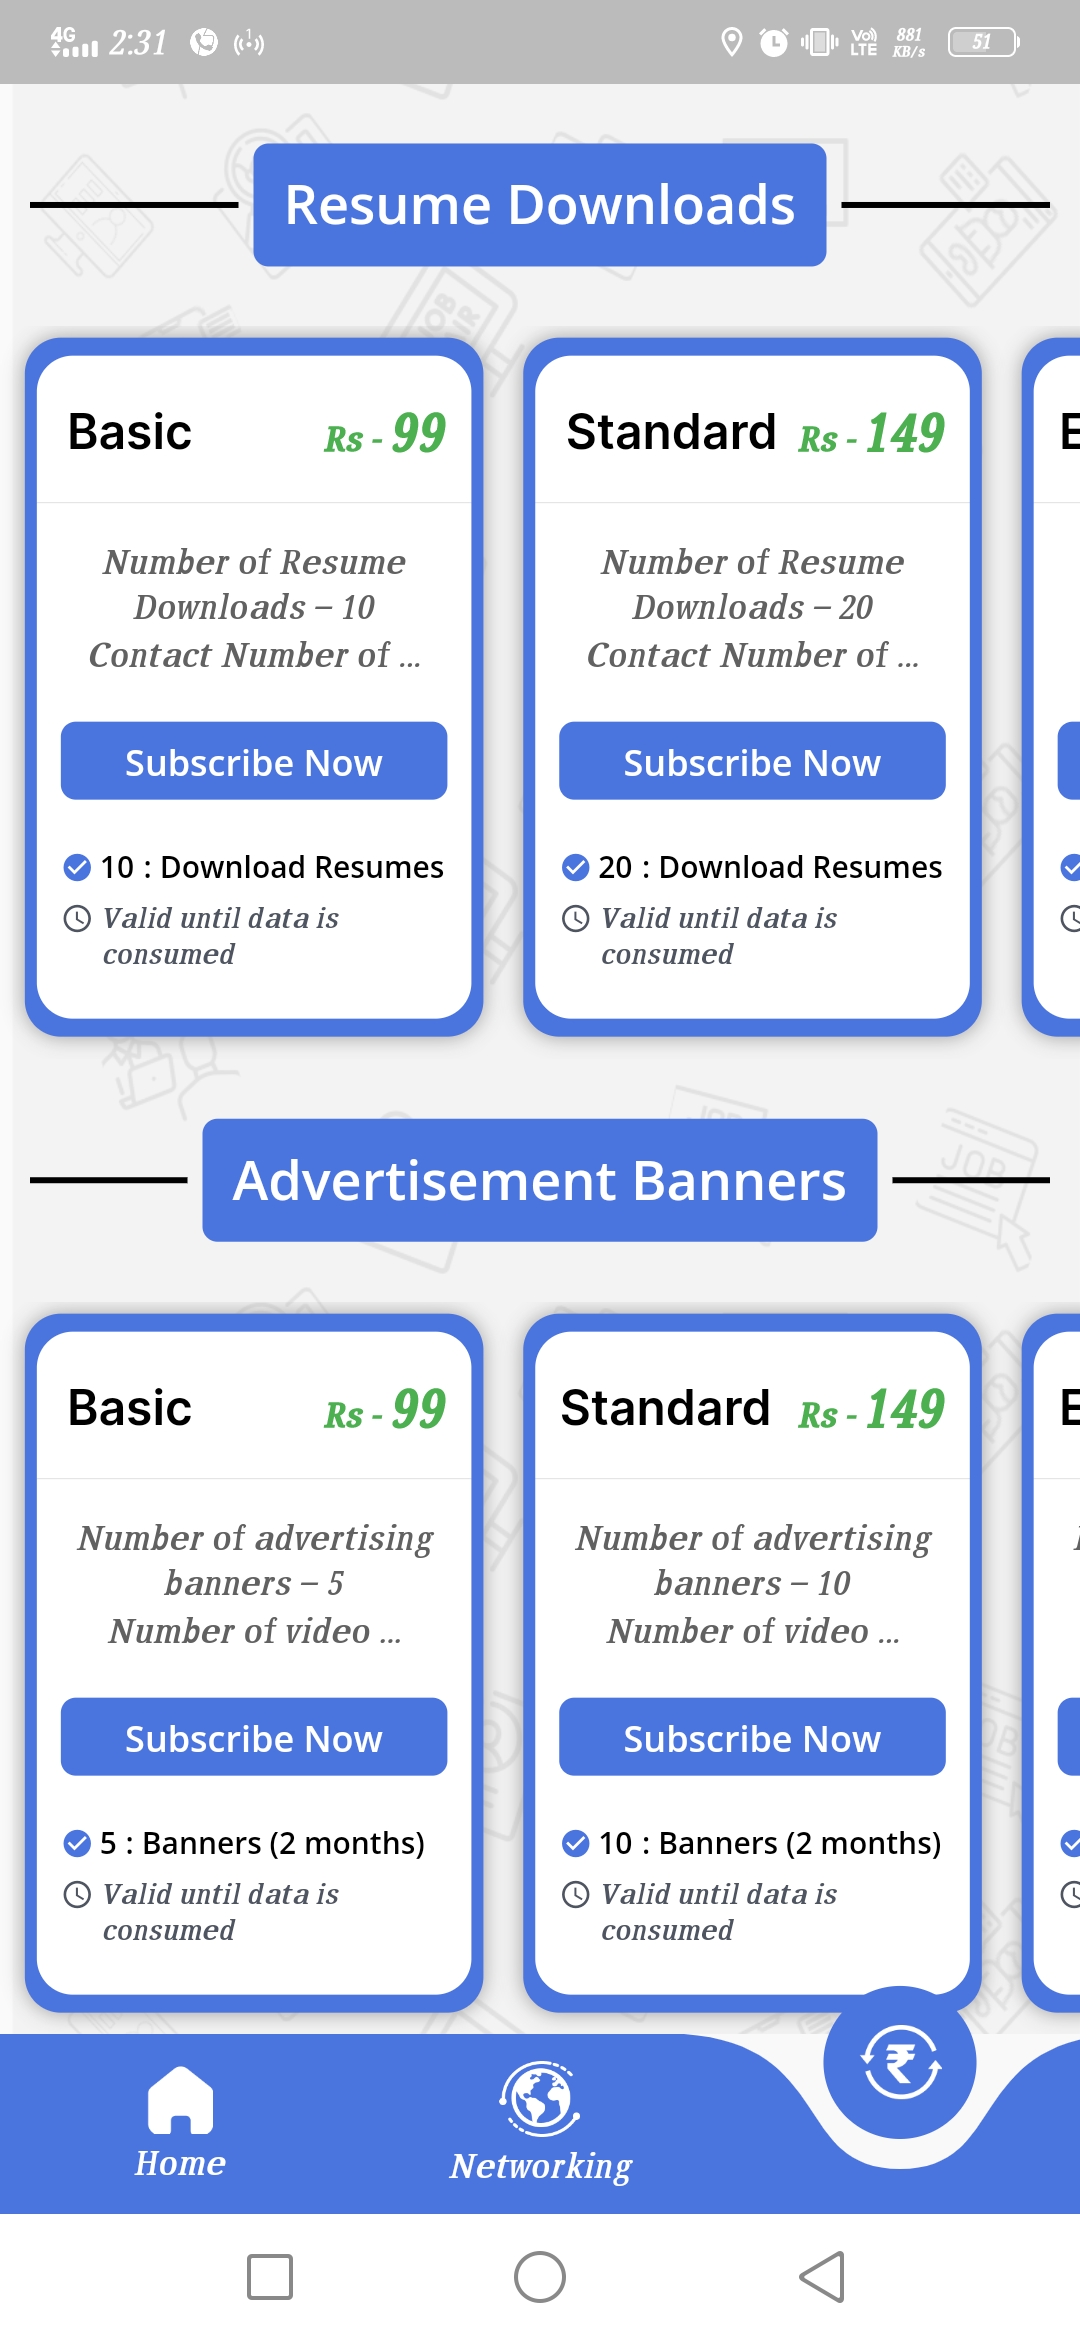 4G 2:31 1 Vo) LTE 881 KB/s 51
Resume Downloads
Basic Rs - 99
Number of Resume
Downloads – 10
Contact Number of ...
Subscribe Now
10 : Download Resumes
Valid until data is
consumed
Standard Rs - 149
Number of Resume
Downloads – 20
Contact Number of ...
Subscribe Now
20 : Download Resumes
Valid until data is
consumed
Advertisement Banners
Basic Rs - 99
Number of advertising
banners – 5
Number of video ...
Subscribe Now
5 : Banners (2 months)
Valid until data is
consumed
Standard Rs - 149
Number of advertising
banners – 10
Number of video ...
Subscribe Now
10 : Banners (2 months)
Valid until data is
consumed
₹
Home
Networking